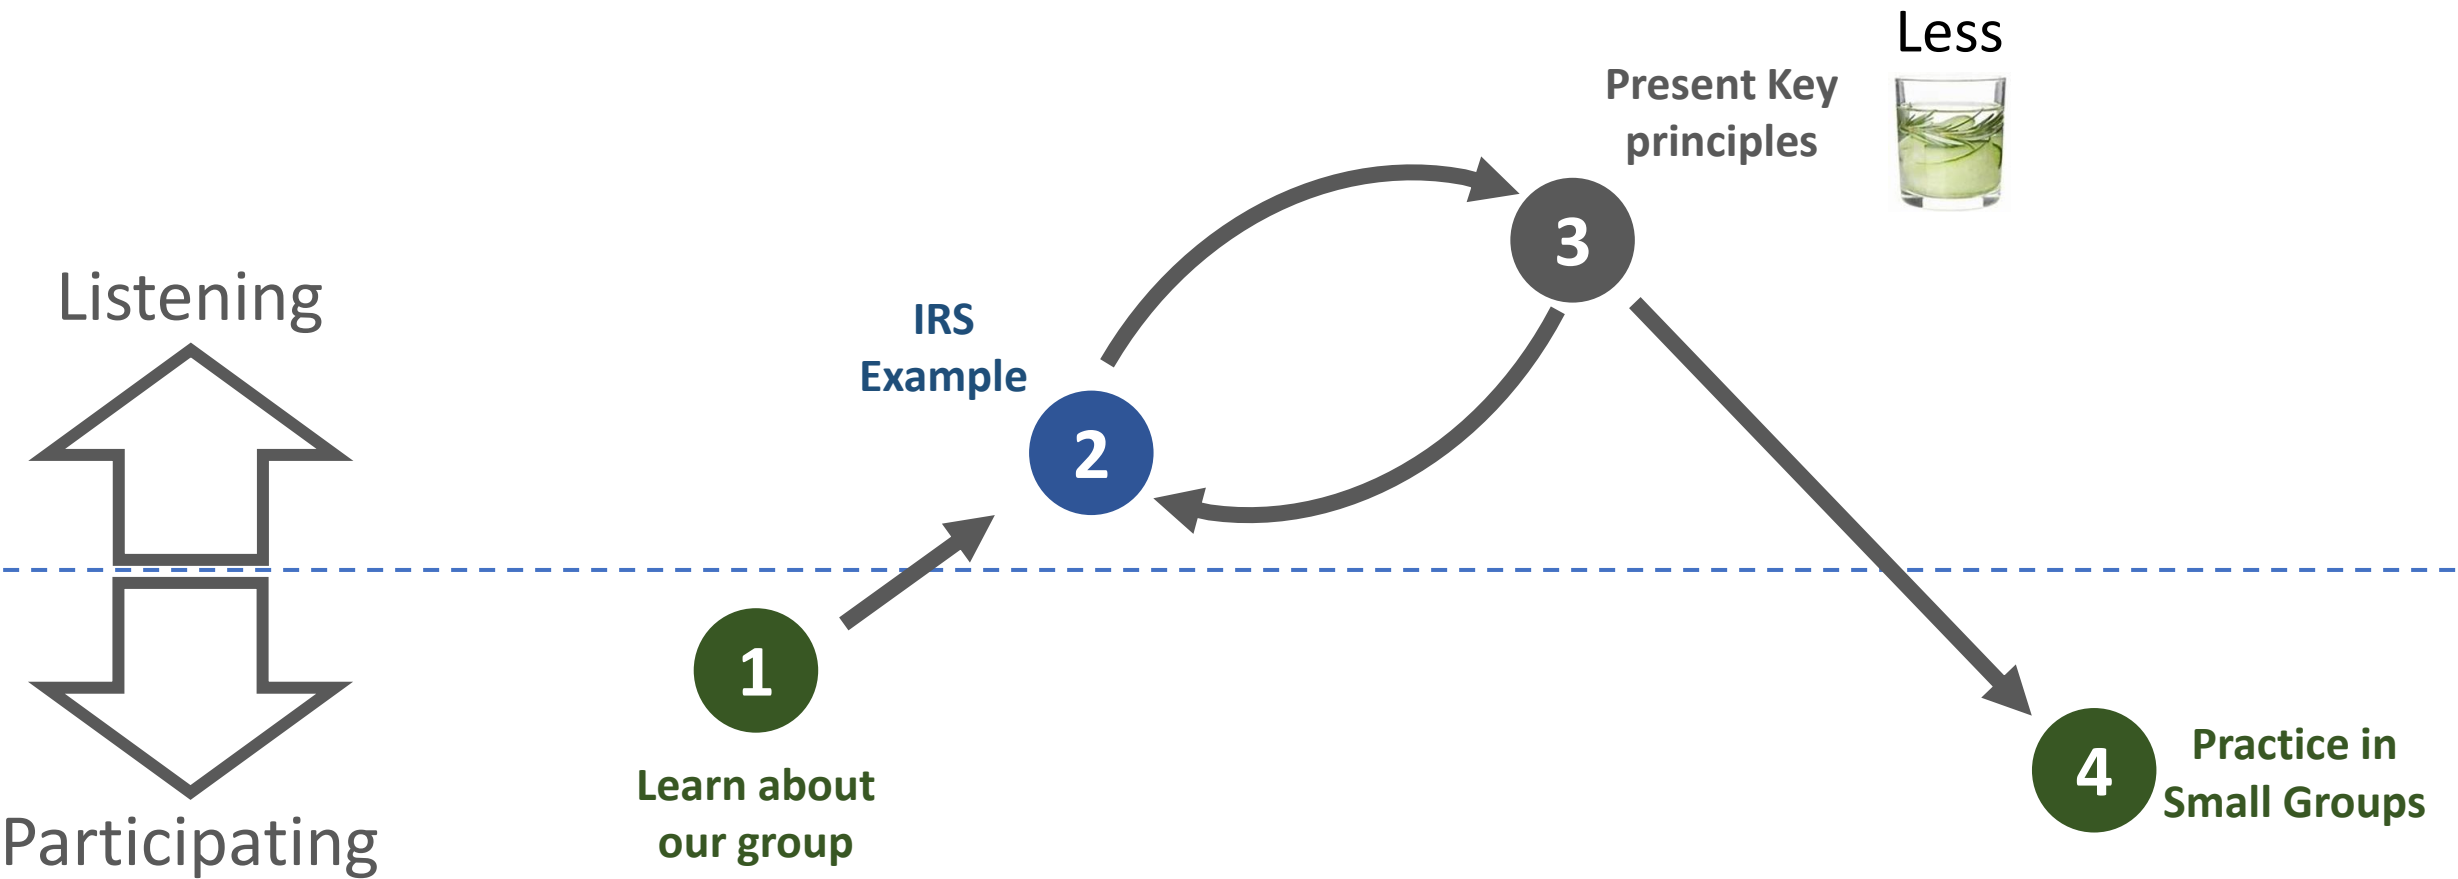 Less
Present Key
principles
3
Listening
IRS
Example
2
1
Learn about
our group
4
Practice in
Small Groups
Participating